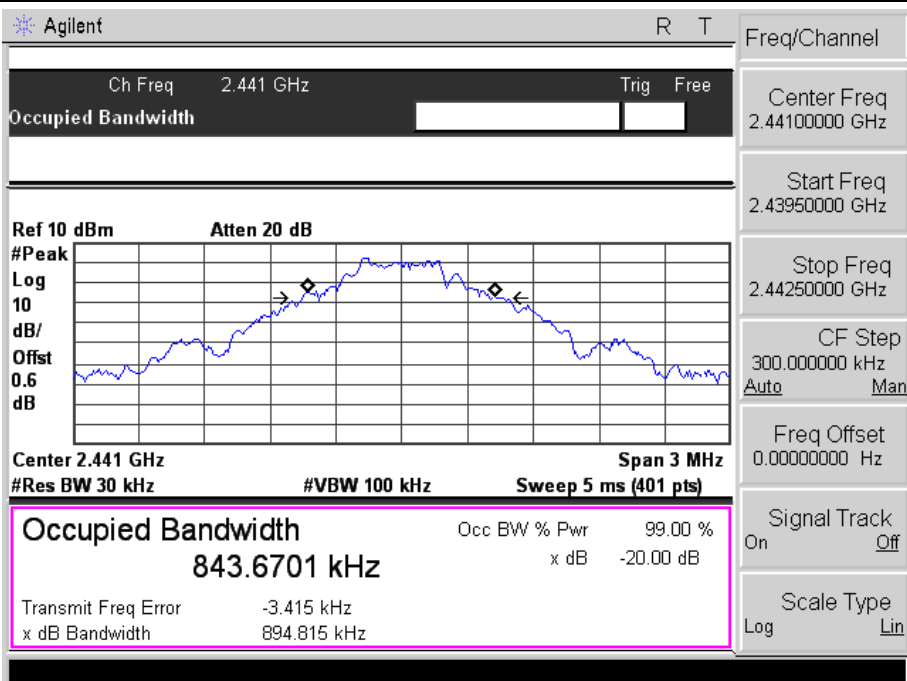 Agilent R T
Ch Freq 2.441 GHz Trig Free
Occupied Bandwidth
Ref 10 dBm Atten 20 dB
#Peak
Log
10
dB/
Offst
0.6
dB
Center 2.441 GHz Span 3 MHz
#Res BW 30 kHz #VBW 100 kHz Sweep 5 ms (401 pts)
Occupied Bandwidth Occ BW % Pwr 99.00 %
843.6701 kHz x dB -20.00 dB
Transmit Freq Error -3.415 kHz
x dB Bandwidth 894.815 kHz
Freq/Channel
Center Freq
2.44100000 GHz
Start Freq
2.43950000 GHz
Stop Freq
2.44250000 GHz
CF Step
300.000000 kHz
Auto Man
Freq Offset
0.00000000 Hz
Signal Track
On Off
Scale Type
Log Lin